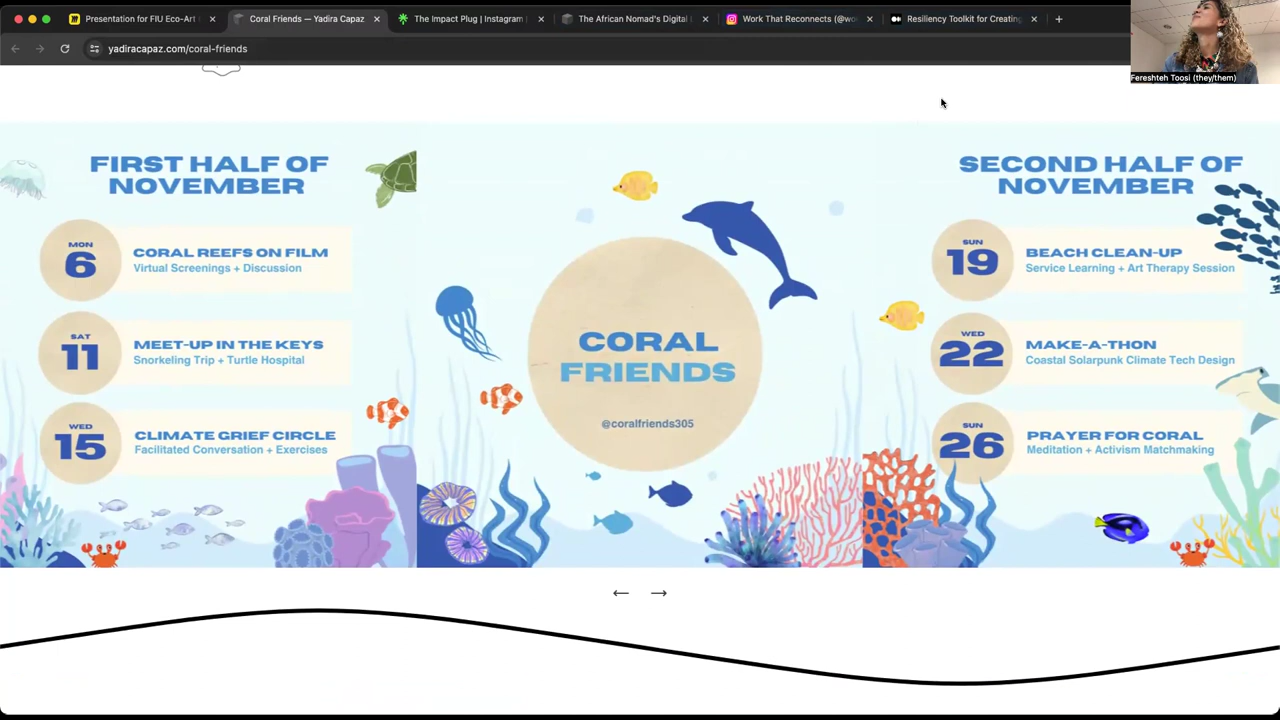 Presentation for FIU Eco-Art
Coral Friends — Yadira Capaz
The Impact Plug | Instagram
The African Nomad's Digital
Work That Reconnects (@wo
Resiliency Toolkit for Creating
yadiracapaz.com/coral-friends
Fereshteh Toosi (they/them)
FIRST HALF OF
NOVEMBER
MON
6
CORAL REEFS ON FILM
Virtual Screenings + Discussion
SAT
11
MEET-UP IN THE KEYS
Snorkeling Trip + Turtle Hospital
WED
15
CLIMATE GRIEF CIRCLE
Facilitated Conversation + Exercises
CORAL
FRIENDS
@coralfriends305
SECOND HALF OF
NOVEMBER
SUN
19
BEACH CLEAN-UP
Service Learning + Art Therapy Session
WED
22
MAKE-A-THON
Coastal Solarpunk Climate Tech Design
SUN
26
PRAYER FOR CORAL
Meditation + Activism Matchmaking